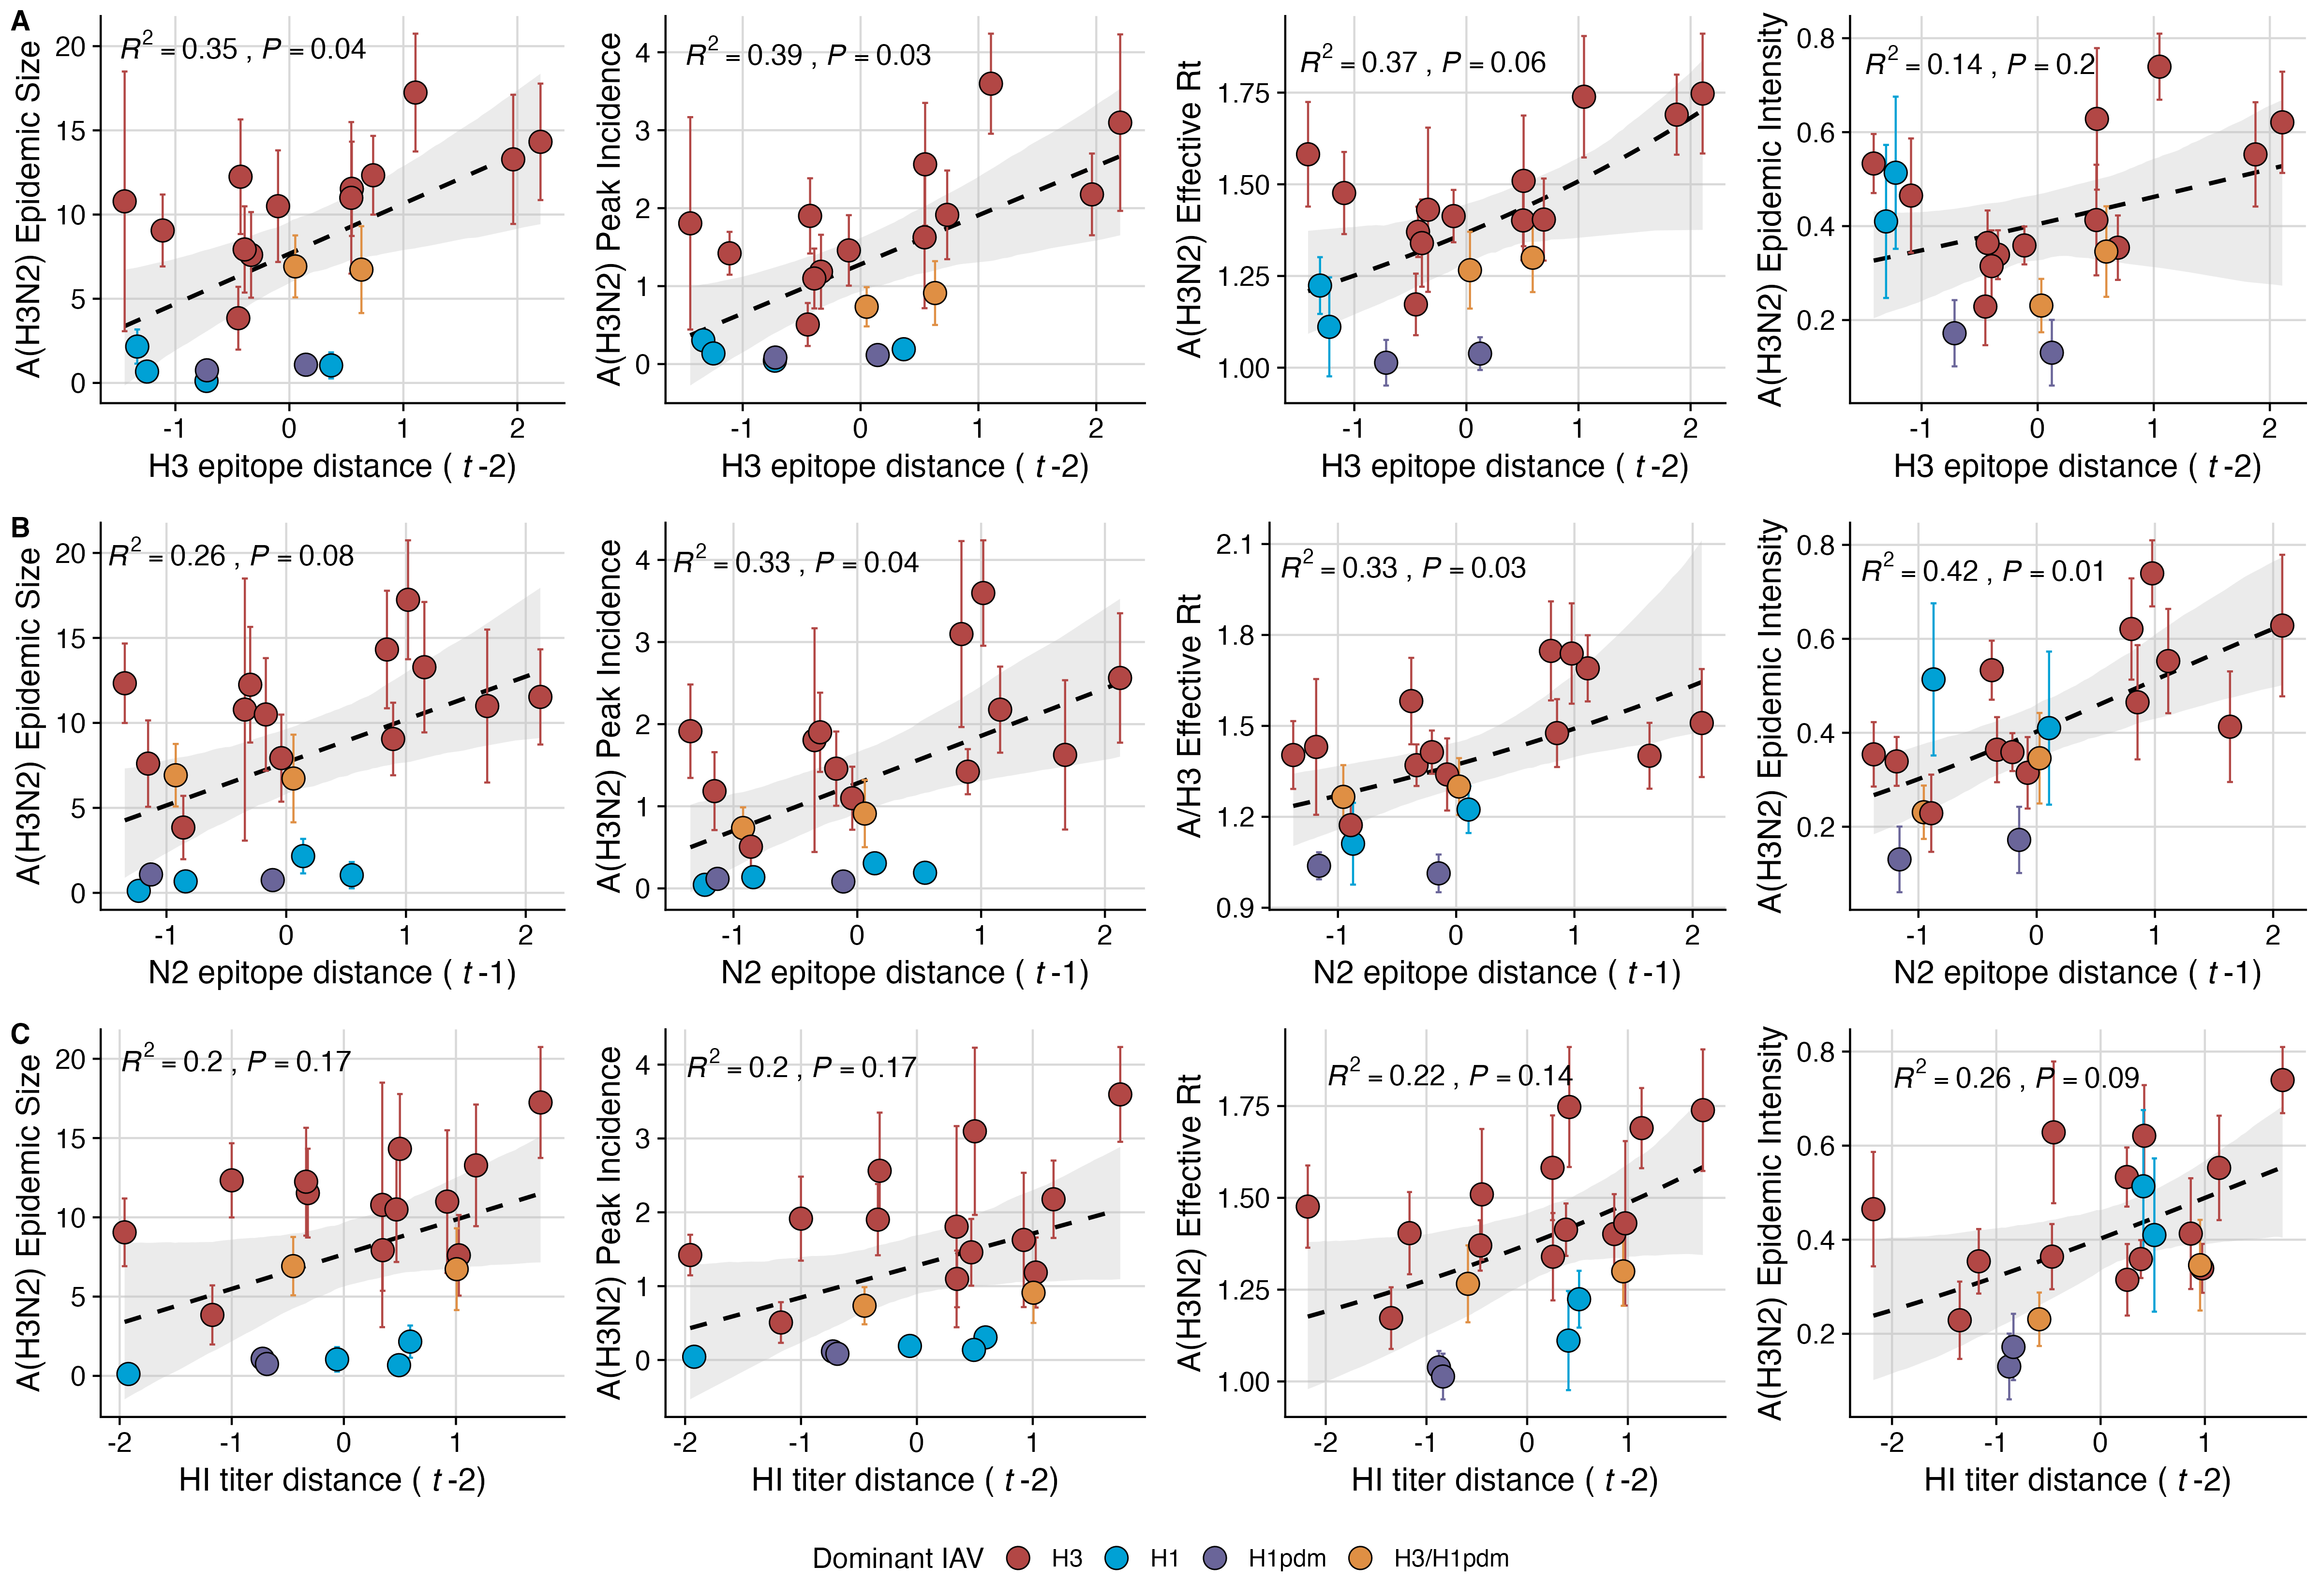 A
A(H3N2) Epidemic Size
20
15
10
5
0
R² = 0.35 , P = 0.04
-1 0 1 2
H3 epitope distance ( t -2)
A(H3N2) Peak Incidence
4
3
2
1
0
R² = 0.39 , P = 0.03
-1 0 1 2
H3 epitope distance ( t -2)
A(H3N2) Effective Rt
1.75
1.50
1.25
1.00
R² = 0.37 , P = 0.06
-1 0 1 2
H3 epitope distance ( t -2)
A(H3N2) Epidemic Intensity
0.8
0.6
0.4
0.2
R² = 0.14 , P = 0.2
-1 0 1 2
H3 epitope distance ( t -2)
B
A(H3N2) Epidemic Size
20
15
10
5
0
R² = 0.26 , P = 0.08
-1 0 1 2
N2 epitope distance ( t -1)
A(H3N2) Peak Incidence
4
3
2
1
0
R² = 0.33 , P = 0.04
-1 0 1 2
N2 epitope distance ( t -1)
A/H3 Effective Rt
2.1
1.8
1.5
1.2
0.9
R² = 0.33 , P = 0.03
-1 0 1 2
N2 epitope distance ( t -1)
A(H3N2) Epidemic Intensity
0.8
0.6
0.4
0.2
R² = 0.42 , P = 0.01
-1 0 1 2
N2 epitope distance ( t -1)
C
A(H3N2) Epidemic Size
20
15
10
5
0
R² = 0.2 , P = 0.17
-2 -1 0 1
HI titer distance ( t -2)
A(H3N2) Peak Incidence
4
3
2
1
0
R² = 0.2 , P = 0.17
-2 -1 0 1
HI titer distance ( t -2)
A(H3N2) Effective Rt
1.75
1.50
1.25
1.00
R² = 0.22 , P = 0.14
-2 -1 0 1
HI titer distance ( t -2)
A(H3N2) Epidemic Intensity
0.8
0.6
0.4
0.2
R² = 0.26 , P = 0.09
-2 -1 0 1
HI titer distance ( t -2)
Dominant IAV H3 H1 H1pdm H3/H1pdm